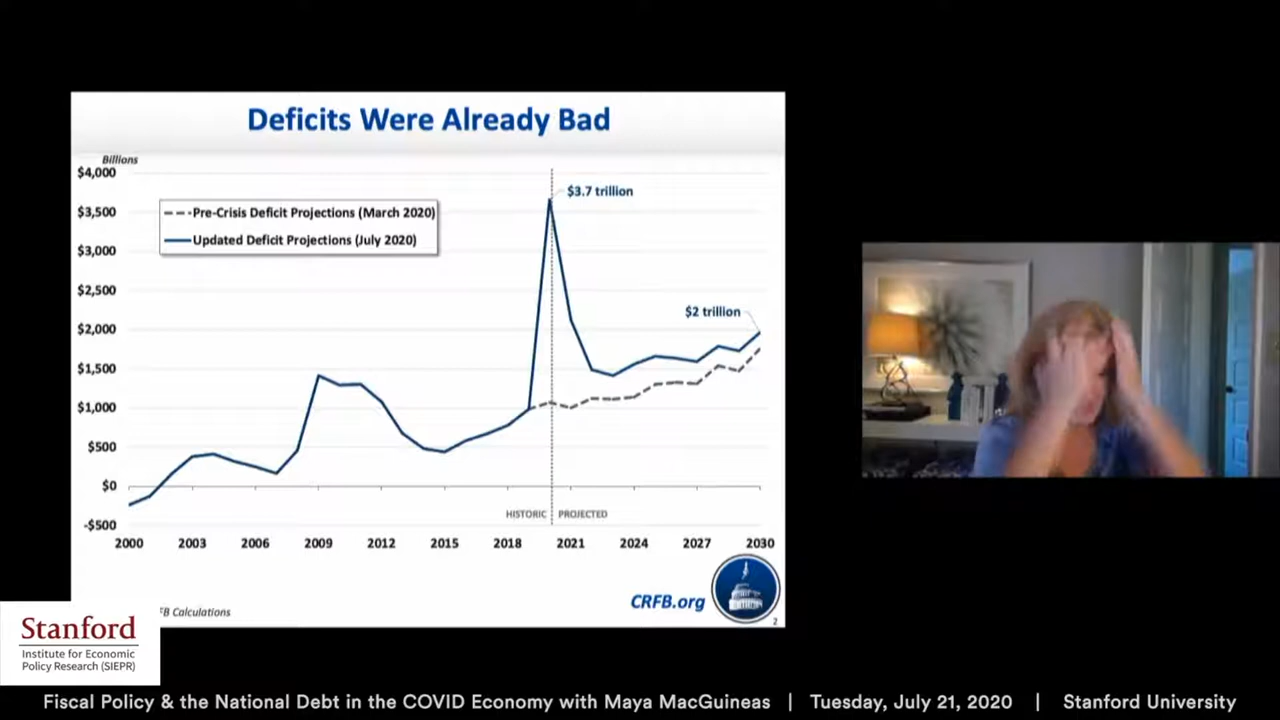 Deficits Were Already Bad
Billions
$4,000
$3,500
$3,000
$2,500
$2,000
$1,500
$1,000
$500
$0
-$500
Pre-Crisis Deficit Projections (March 2020)
Updated Deficit Projections (July 2020)
$3.7 trillion
$2 trillion
HISTORIC PROJECTED
2000 2003 2006 2009 2012 2015 2018 2021 2024 2027 2030
FB Calculations
CRFB.org
2
Stanford
Institute for Economic
Policy Research (SIEPR)
Fiscal Policy & the National Debt in the COVID Economy with Maya MacGuineas | Tuesday, July 21, 2020 | Stanford University